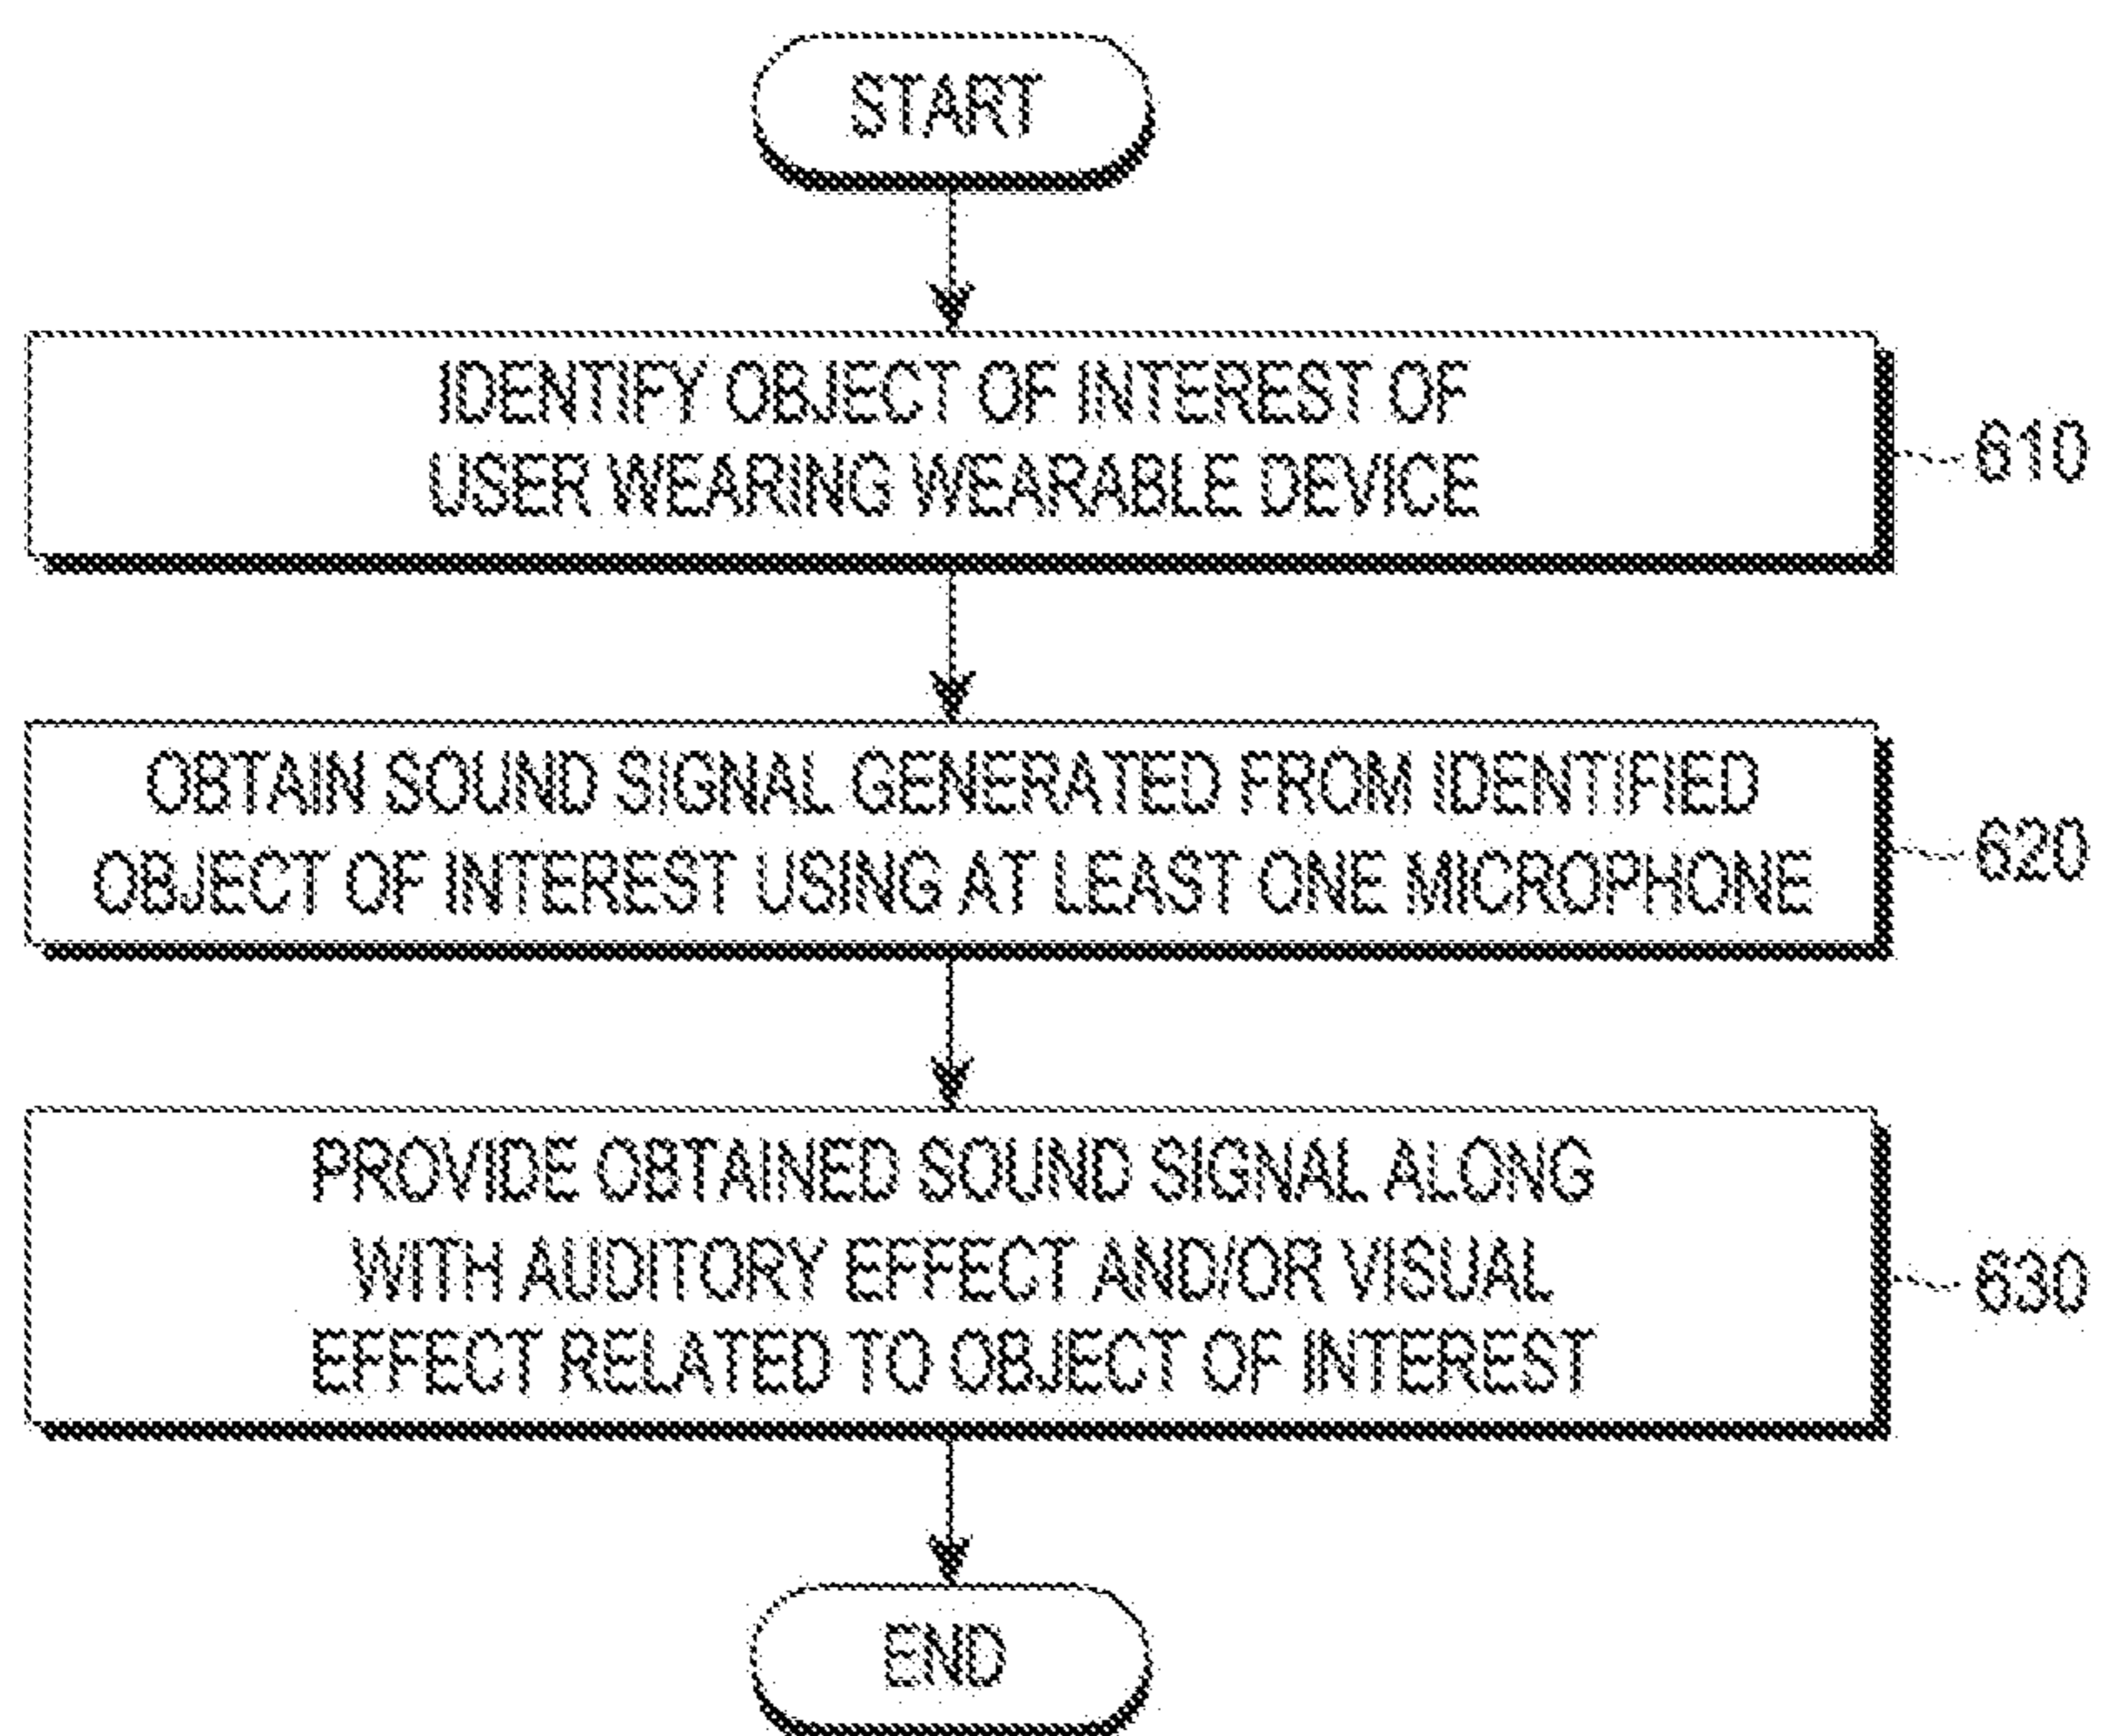 START
IDENTIFY OBJECT OF INTEREST OF
USER WEARING WEARABLE DEVICE
610
OBTAIN SOUND SIGNAL GENERATED FROM IDENTIFIED
OBJECT OF INTEREST USING AT LEAST ONE MICROPHONE
620
PROVIDE OBTAINED SOUND SIGNAL ALONG
WITH AUDITORY EFFECT AND/OR VISUAL
EFFECT RELATED TO OBJECT OF INTEREST
630
END